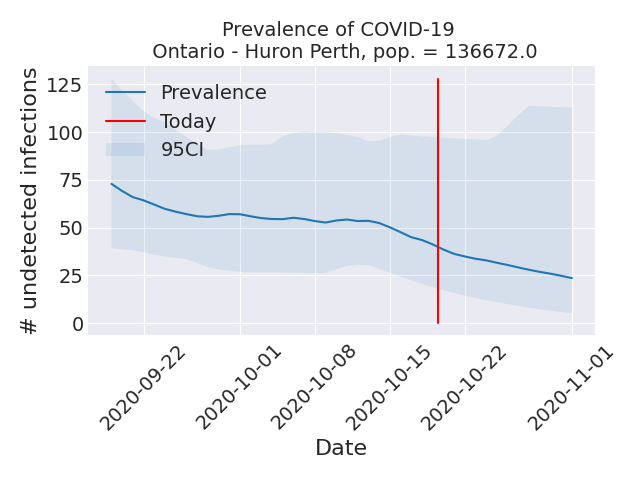 Prevalence of COVID-19
Ontario - Huron Perth, pop. = 136672.0
# undetected infections
125
100
75
50
25
0
Prevalence
Today
95CI
2020-09-22
2020-10-01
2020-10-08
2020-10-15
2020-10-22
2020-11-01
Date